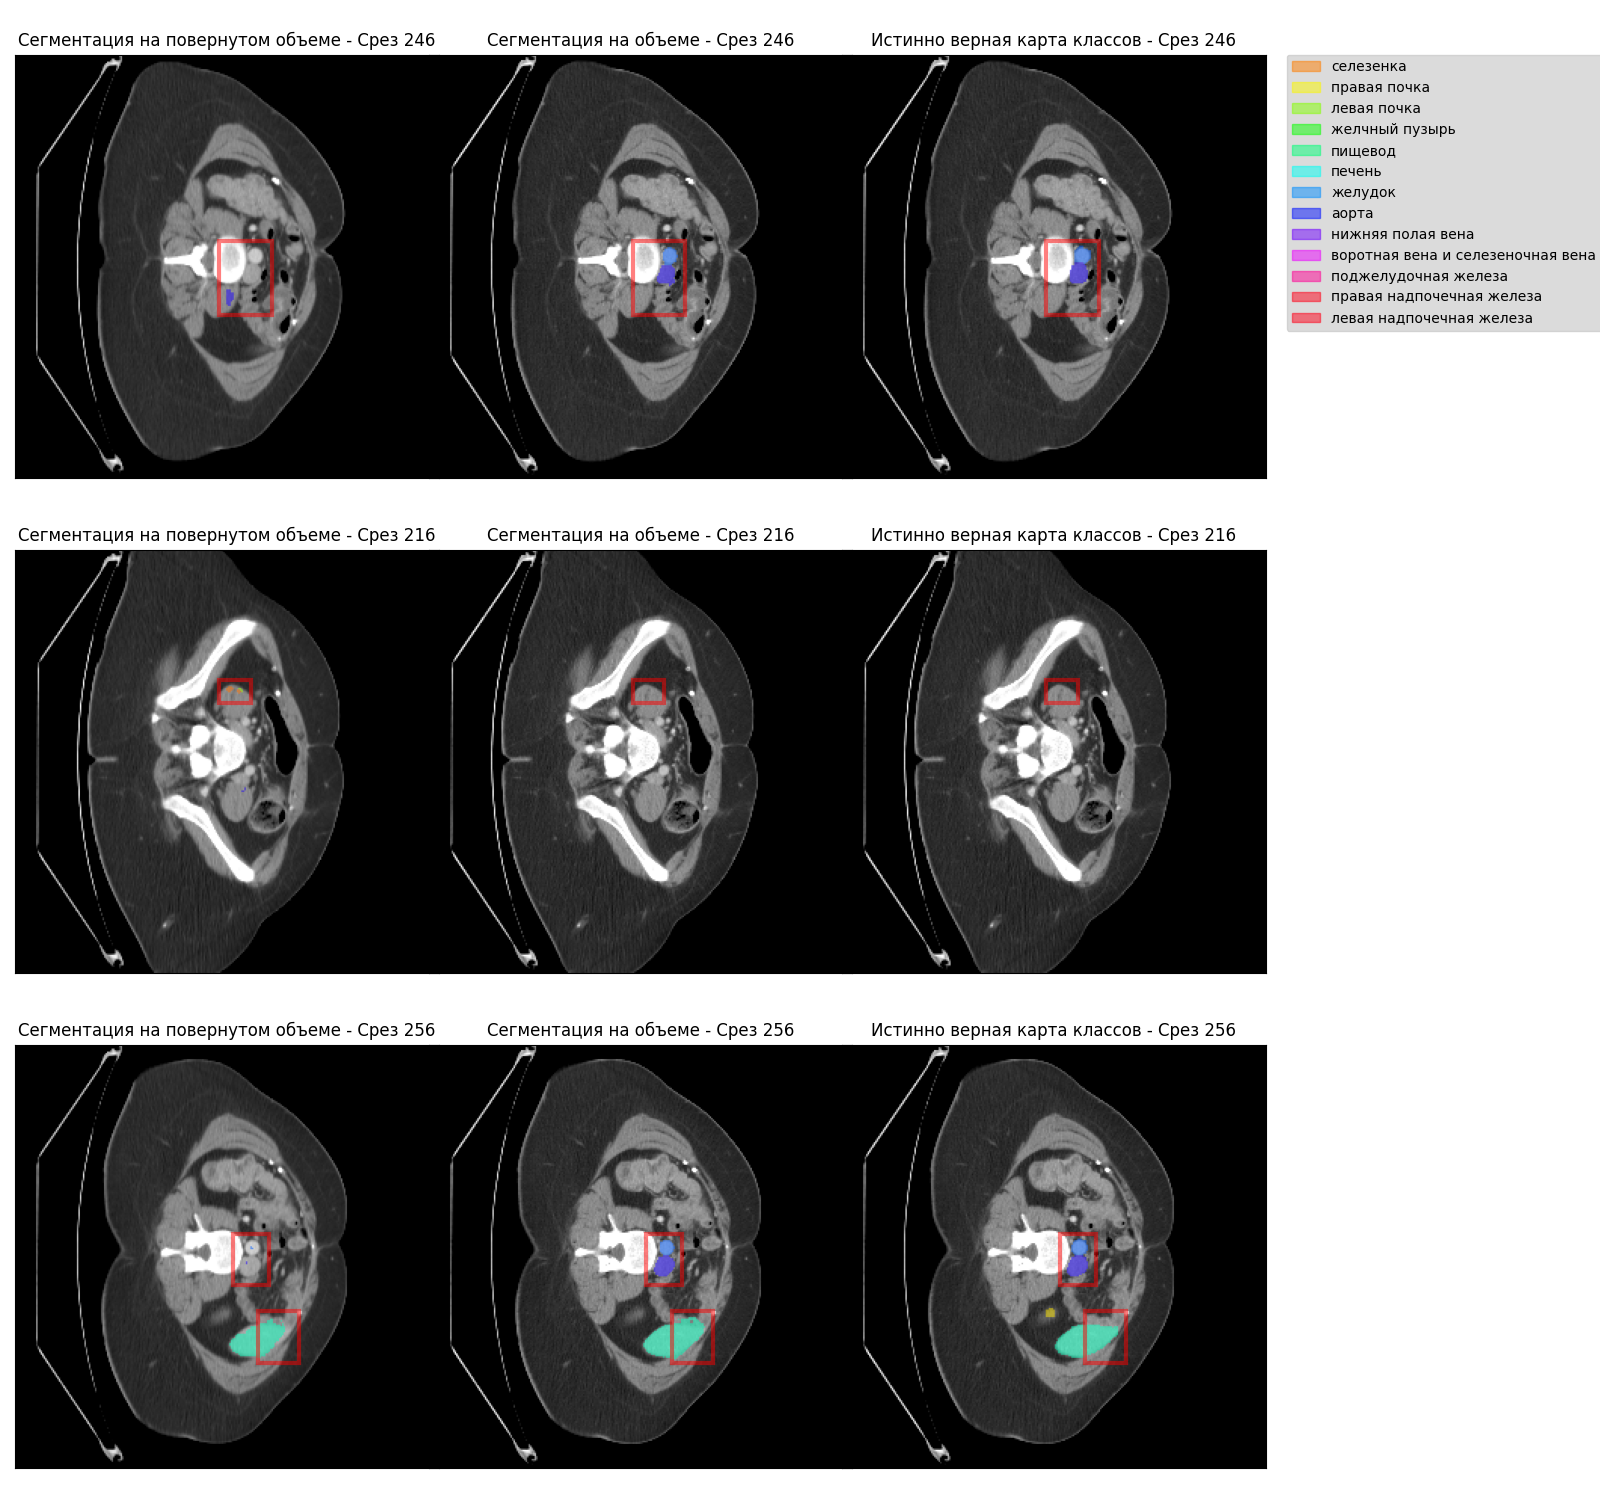 Сегментация на повернутом объеме - Срез 246
Сегментация на объеме - Срез 246
Истинно верная карта классов - Срез 246
селезенка
правая почка
левая почка
желчный пузырь
пищевод
печень
желудок
аорта
нижняя полая вена
воротная вена и селезеночная вена
поджелудочная железа
правая надпочечная железа
левая надпочечная железа
Сегментация на повернутом объеме - Срез 216
Сегментация на объеме - Срез 216
Истинно верная карта классов - Срез 216
Сегментация на повернутом объеме - Срез 256
Сегментация на объеме - Срез 256
Истинно верная карта классов - Срез 256